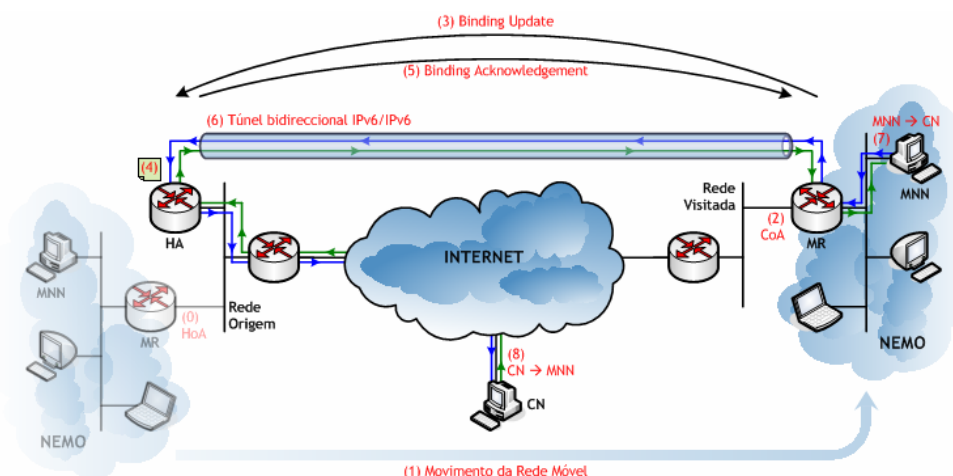 (3) Binding Update
(5) Binding Acknowledgement
(6) Túnel bidireccional IPv6/IPv6
MNN → CN
(7)
(4)
MNN
HA
Rede
Visitada
(2)
CoA
MR
INTERNET
MNN
(0)
HoA
MR
Rede
Origem
(8)
CN → MNN
CN
NEMO
NEMO
(1) Movimento da Rede Móvel